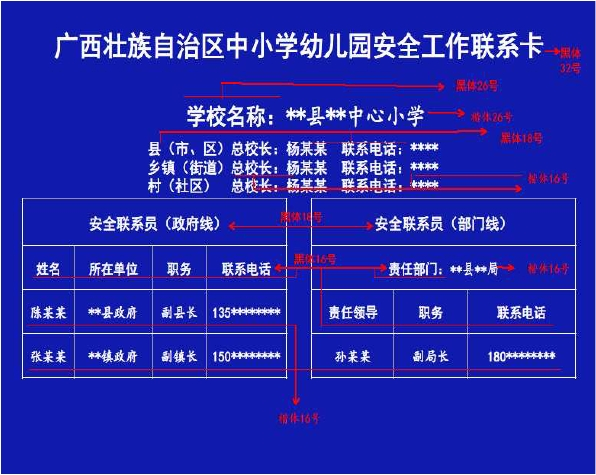 广西壮族自治区中小学幼儿园安全工作联系卡
黑体32号
黑体26号
学校名称：**县**中心小学
楷体26号
黑体18号
县（市、区）总校长：杨某某 联系电话：****
乡镇（街道）总校长：杨某某 联系电话：****
村（社区） 总校长：杨某某 联系电话：****
楷体16号
安全联系员（政府线）
黑体18号
安全联系员（部门线）
姓名 所在单位 职务 联系电话
黑体16号
责任部门：**县**局
楷体16号
陈某某 **县政府 副县长 135********
责任领导 职务 联系电话
张某某 **镇政府 副镇长 150********
孙某某 副局长 180********
楷体16号